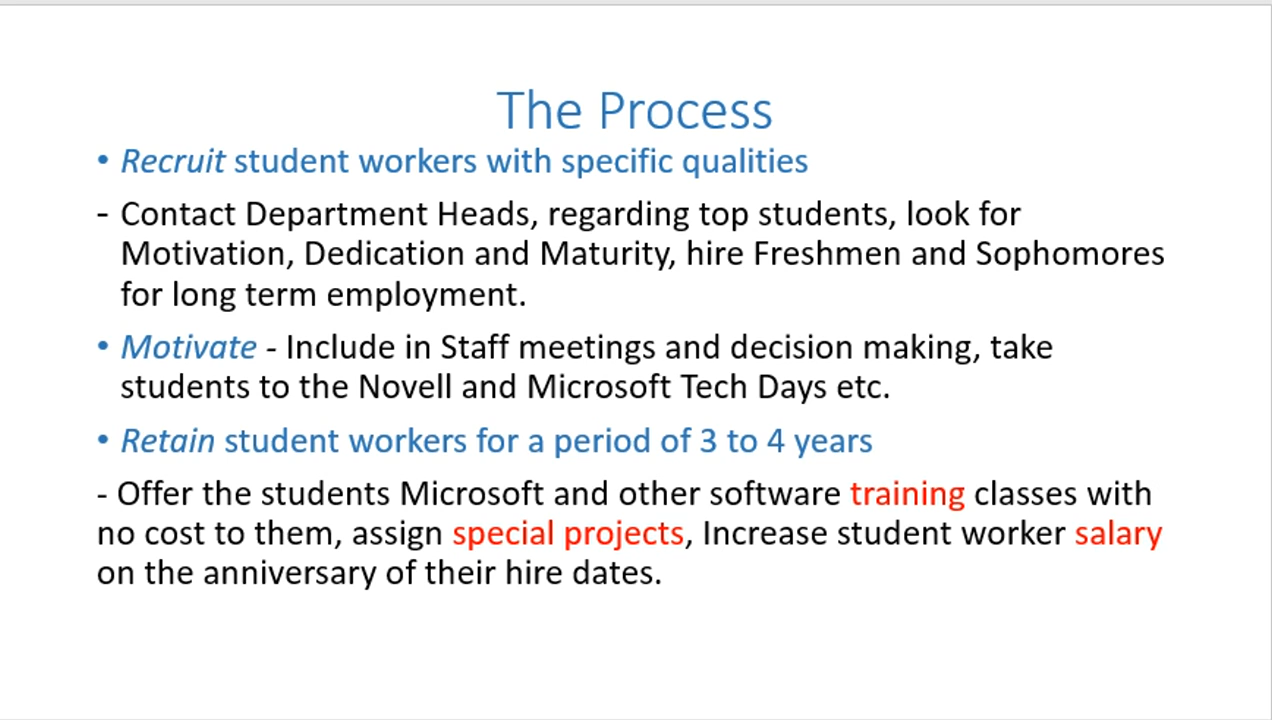 The Process
• Recruit student workers with specific qualities
- Contact Department Heads, regarding top students, look for
Motivation, Dedication and Maturity, hire Freshmen and Sophomores
for long term employment.
• Motivate - Include in Staff meetings and decision making, take
students to the Novell and Microsoft Tech Days etc.
• Retain student workers for a period of 3 to 4 years
- Offer the students Microsoft and other software training classes with
no cost to them, assign special projects, Increase student worker salary
on the anniversary of their hire dates.